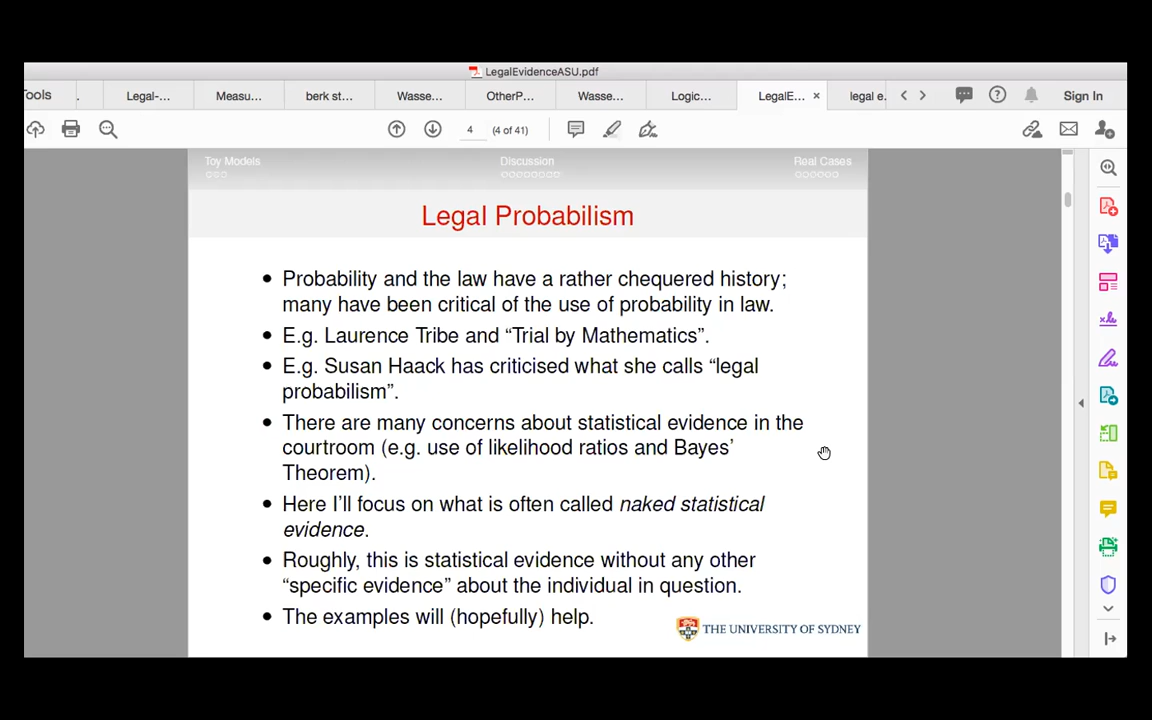 LegalEvidenceASU.pdf
ools . Legal-... Measu... berk st... Wasse... OtherP... Wasse... Logic... LegalE... × legal e. Sign In
4 (4 of 41)
Toy Models Discussion Real Cases
Legal Probabilism
• Probability and the law have a rather chequered history;
many have been critical of the use of probability in law.
• E.g. Laurence Tribe and “Trial by Mathematics”.
• E.g. Susan Haack has criticised what she calls “legal
probabilism”.
• There are many concerns about statistical evidence in the
courtroom (e.g. use of likelihood ratios and Bayes’
Theorem).
• Here I’ll focus on what is often called naked statistical
evidence.
• Roughly, this is statistical evidence without any other
“specific evidence” about the individual in question.
• The examples will (hopefully) help.
THE UNIVERSITY OF SYDNEY